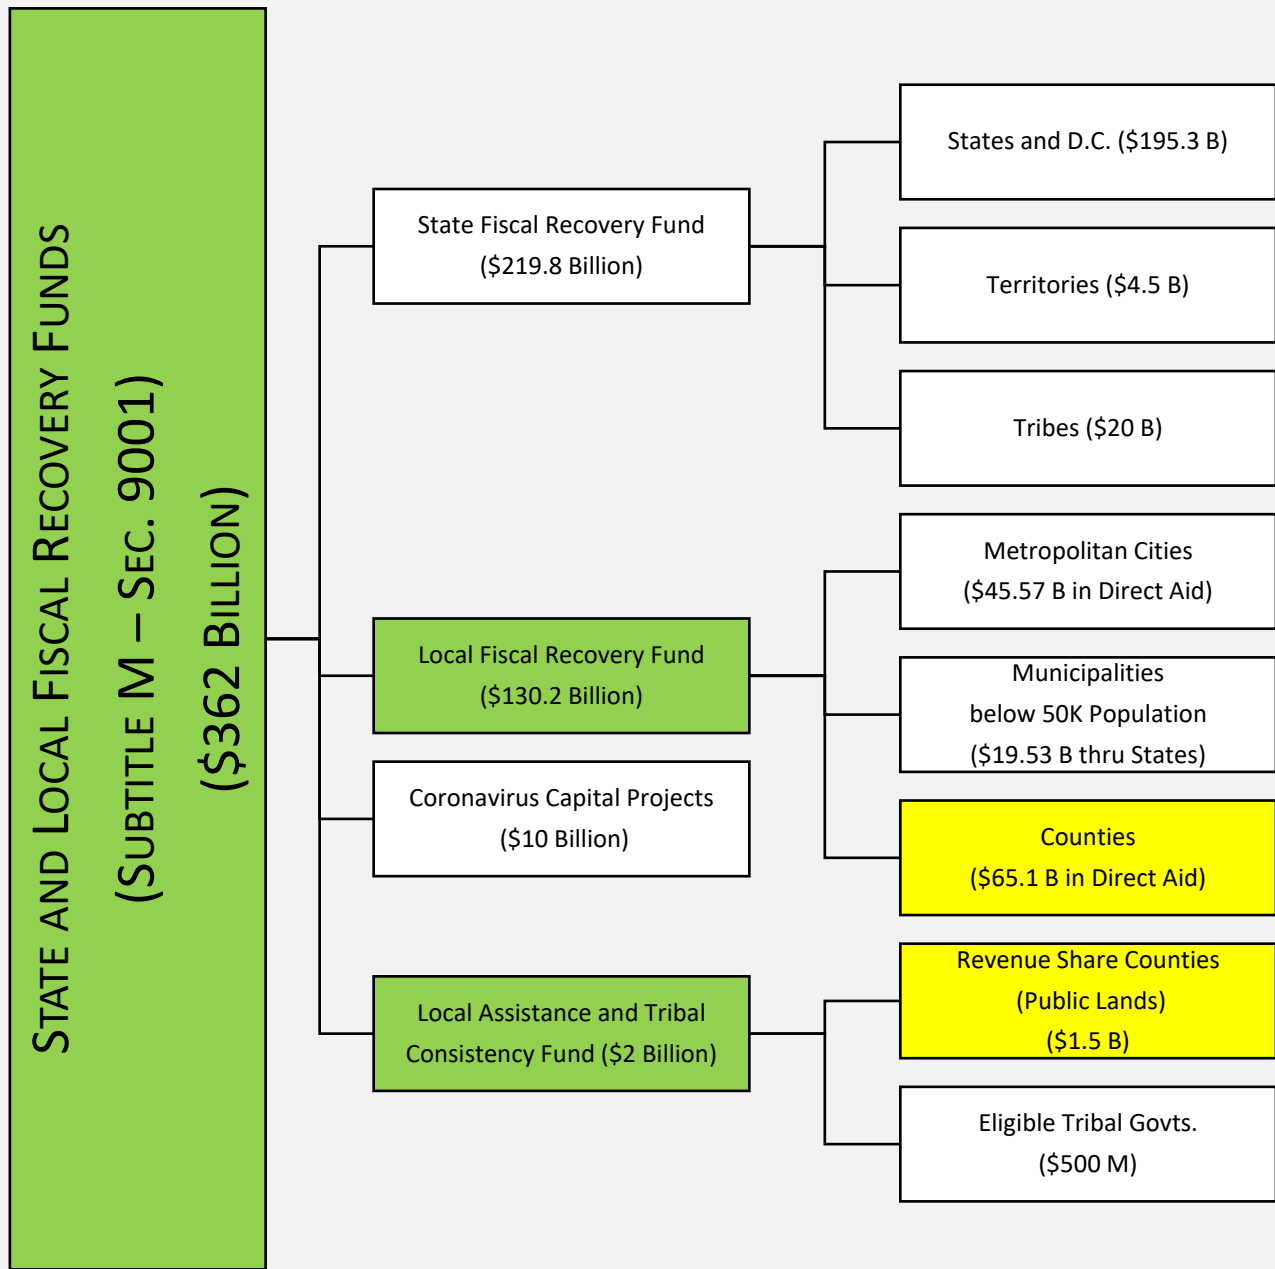 STATE AND LOCAL FISCAL RECOVERY FUNDS
(SUBTITLE M – SEC. 9001)
($362 BILLION)
State Fiscal Recovery Fund
($219.8 Billion)
States and D.C. ($195.3 B)
Territories ($4.5 B)
Tribes ($20 B)
Local Fiscal Recovery Fund
($130.2 Billion)
Metropolitan Cities
($45.57 B in Direct Aid)
Municipalities
below 50K Population
($19.53 B thru States)
Counties
($65.1 B in Direct Aid)
Coronavirus Capital Projects
($10 Billion)
Local Assistance and Tribal
Consistency Fund ($2 Billion)
Revenue Share Counties
(Public Lands)
($1.5 B)
Eligible Tribal Govts.
($500 M)